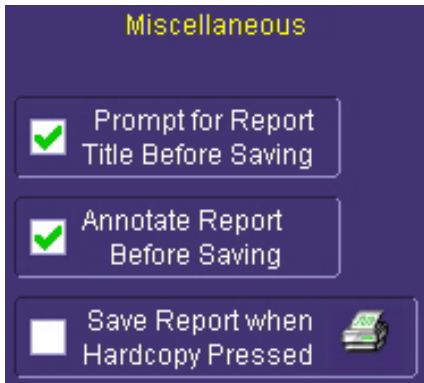 Miscellaneous
Prompt for Report
Title Before Saving
Annotate Report
Before Saving
Save Report when
Hardcopy Pressed